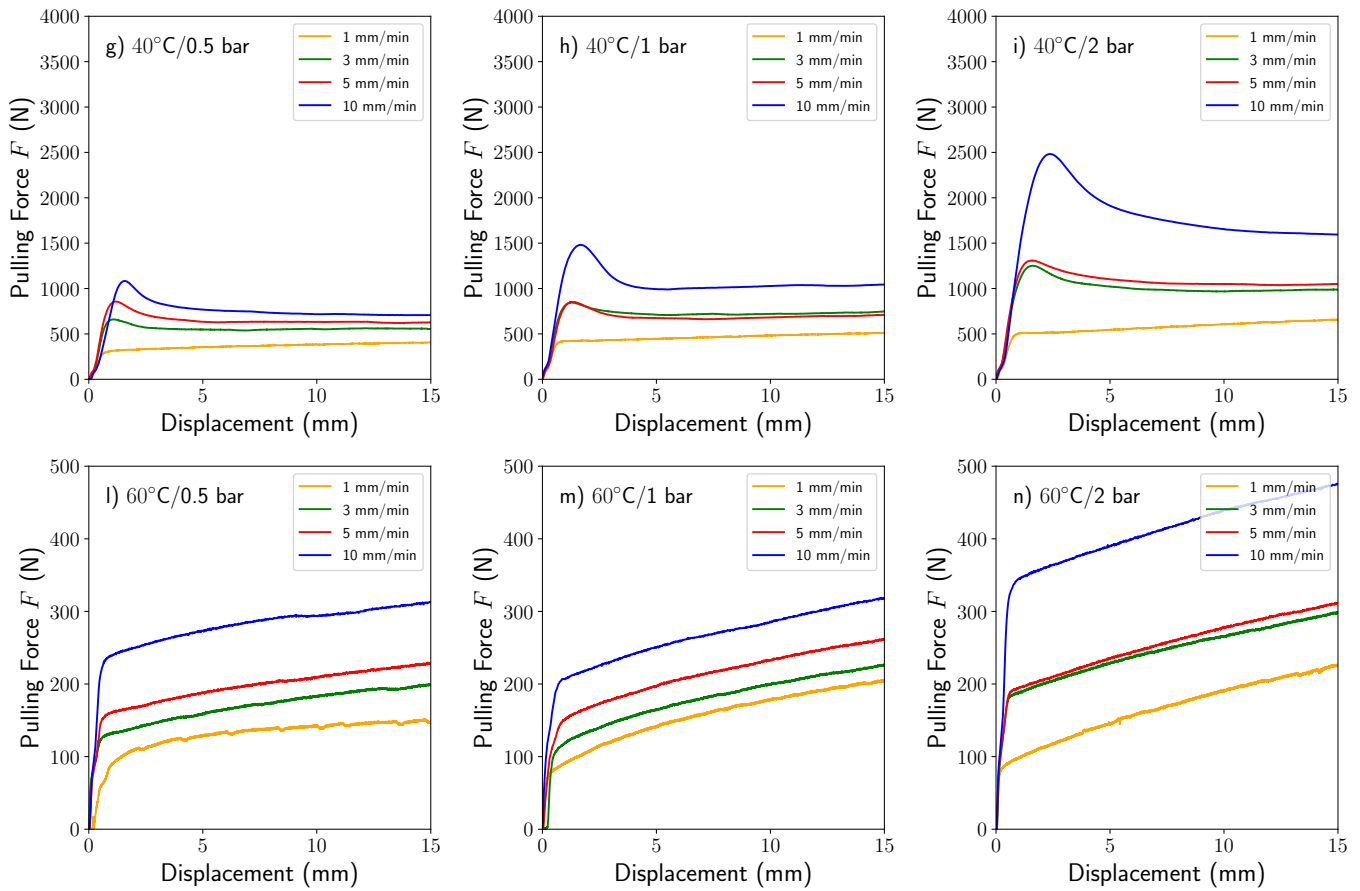 g) 40°C/0.5 bar
1 mm/min
3 mm/min
5 mm/min
10 mm/min
4000
3500
3000
2500
2000
1500
1000
500
0
0 5 10 15
Pulling Force F (N)
Displacement (mm)
h) 40°C/1 bar
1 mm/min
3 mm/min
5 mm/min
10 mm/min
4000
3500
3000
2500
2000
1500
1000
500
0
0 5 10 15
Pulling Force F (N)
Displacement (mm)
i) 40°C/2 bar
1 mm/min
3 mm/min
5 mm/min
10 mm/min
4000
3500
3000
2500
2000
1500
1000
500
0
0 5 10 15
Pulling Force F (N)
Displacement (mm)
l) 60°C/0.5 bar
1 mm/min
3 mm/min
5 mm/min
10 mm/min
500
400
300
200
100
0
0 5 10 15
Pulling Force F (N)
Displacement (mm)
m) 60°C/1 bar
1 mm/min
3 mm/min
5 mm/min
10 mm/min
500
400
300
200
100
0
0 5 10 15
Pulling Force F (N)
Displacement (mm)
n) 60°C/2 bar
1 mm/min
3 mm/min
5 mm/min
10 mm/min
500
400
300
200
100
0
0 5 10 15
Pulling Force F (N)
Displacement (mm)